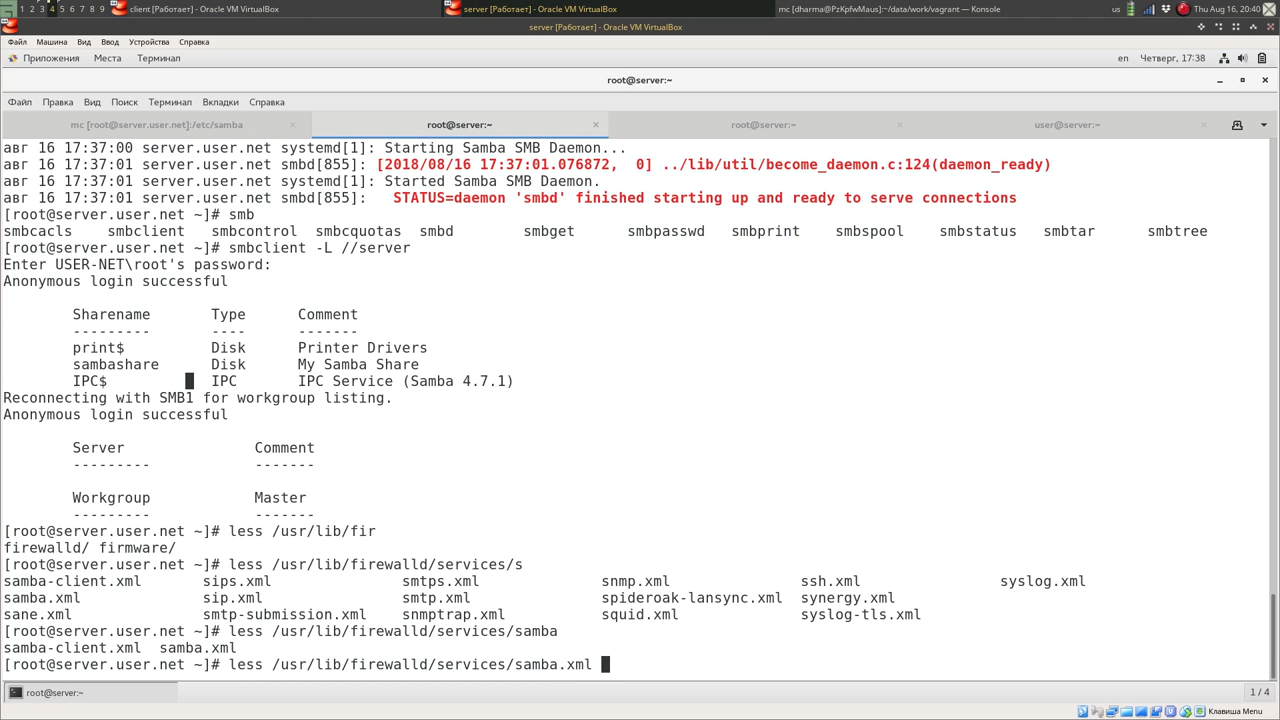 1 2 3 4 5 6 7 8 9 client [Работает] - Oracle VM VirtualBox server [Работает] - Oracle VM VirtualBox mc [dharma@PzKpfwMaus]:~/data/work/vagrant — Konsole us Thu Aug 16, 20:40
server [Работает] - Oracle VM VirtualBox
Файл Машина Вид Ввод Устройства Справка
Приложения Места Терминал en Четверг, 17:38
root@server:~
Файл Правка Вид Поиск Терминал Вкладки Справка
mc [root@server.user.net]:/etc/samba × root@server:~ × root@server:~ × user@server:~ ×
авг 16 17:37:00 server.user.net systemd[1]: Starting Samba SMB Daemon...
авг 16 17:37:01 server.user.net smbd[855]: [2018/08/16 17:37:01.076872,  0] ../lib/util/become_daemon.c:124(daemon_ready)
авг 16 17:37:01 server.user.net systemd[1]: Started Samba SMB Daemon.
авг 16 17:37:01 server.user.net smbd[855]:   STATUS=daemon 'smbd' finished starting up and ready to serve connections
[root@server.user.net ~]# smb
smbcacls    smbclient   smbcontrol  smbcquotas  smbd        smbget      smbpasswd   smbprint    smbspool    smbstatus   smbtar      smbtree
[root@server.user.net ~]# smbclient -L //server
Enter USER-NET\root's password:
Anonymous login successful
Sharename       Type      Comment
---------       ----      -------
print$          Disk      Printer Drivers
sambashare      Disk      My Samba Share
IPC$            IPC       IPC Service (Samba 4.7.1)
Reconnecting with SMB1 for workgroup listing.
Anonymous login successful
Server               Comment
---------            -------
Workgroup            Master
---------            -------
[root@server.user.net ~]# less /usr/lib/fir
firewalld/ firmware/
[root@server.user.net ~]# less /usr/lib/firewalld/services/s
samba-client.xml       sips.xml               smtps.xml              snmp.xml               ssh.xml                syslog.xml
samba.xml              sip.xml                smtp.xml               spideroak-lansync.xml  synergy.xml
sane.xml               smtp-submission.xml    snmptrap.xml           squid.xml              syslog-tls.xml
[root@server.user.net ~]# less /usr/lib/firewalld/services/samba
samba-client.xml  samba.xml
[root@server.user.net ~]# less /usr/lib/firewalld/services/samba.xml
root@server:~ 1 / 4
Клавиша Menu